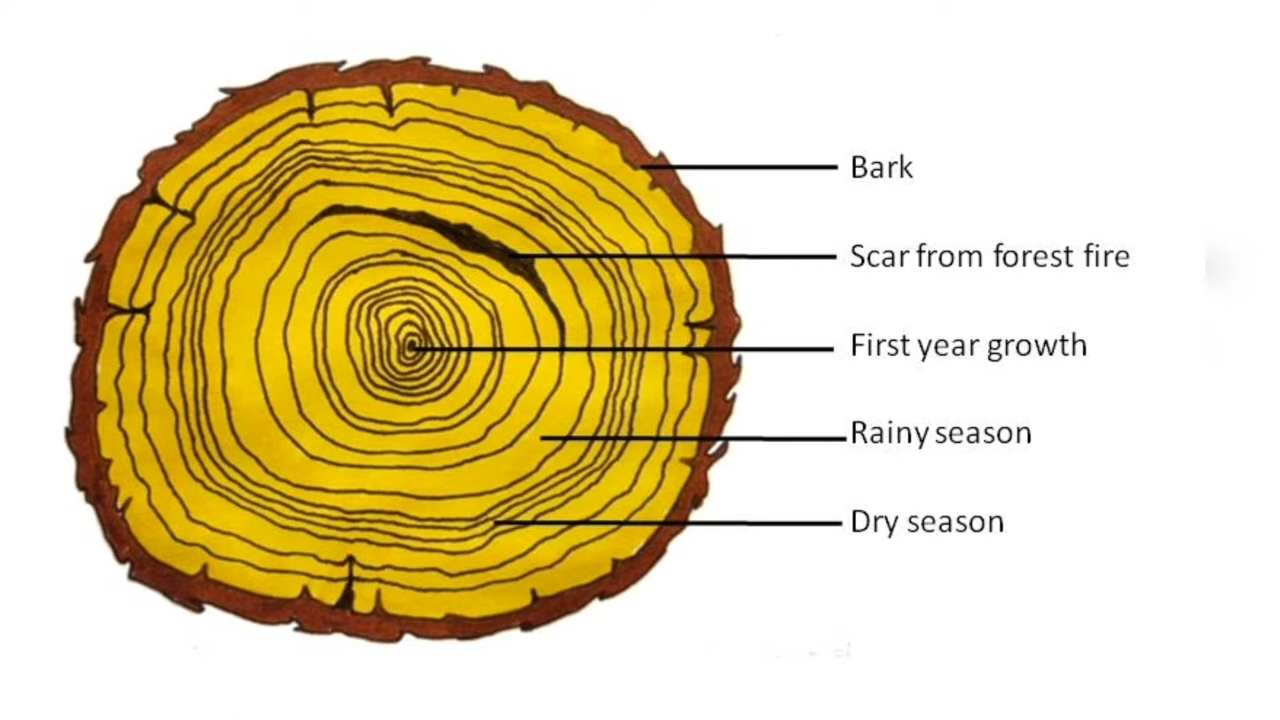 Bark
Scar from forest fire
First year growth
Rainy season
Dry season